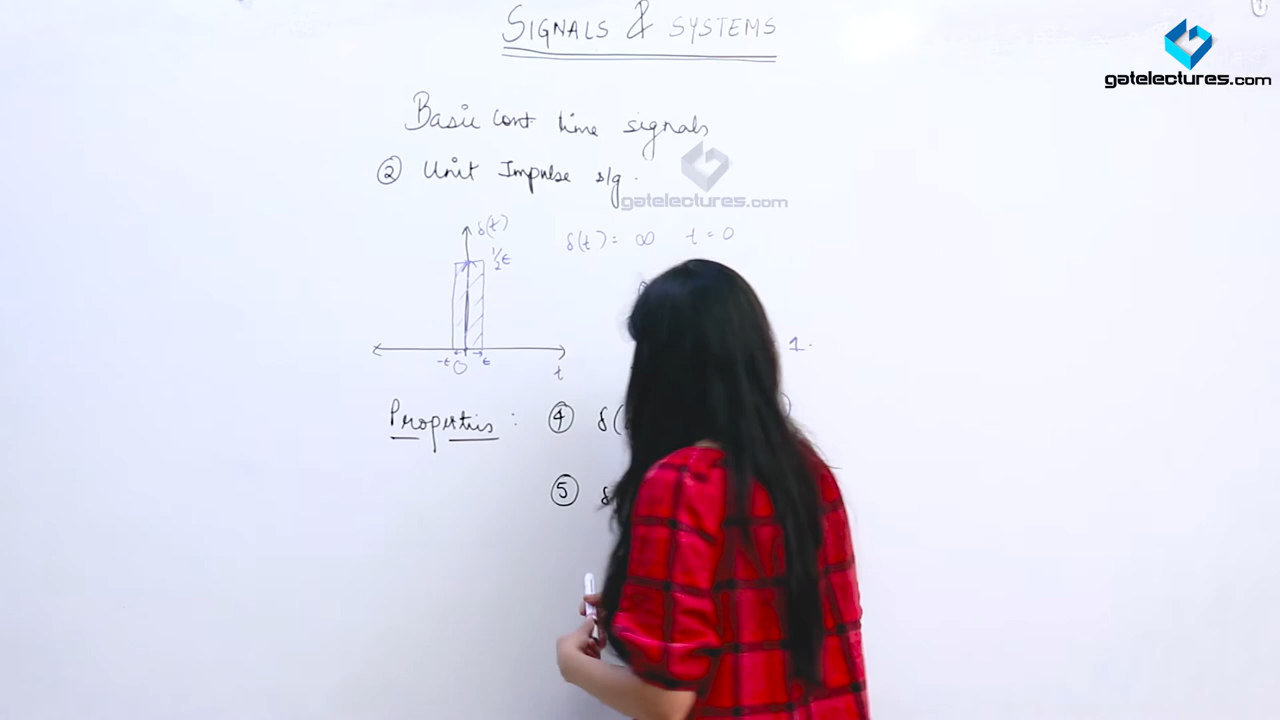 SIGNALS & SYSTEMS
gatelectures.com
Basic cont time signals
② Unit Impulse s/g.
gatelectures.com
δ(t)
δ(t) = ∞ t = 0
1/2ε
1.
-ε 0 ε
t
Properties : ④ δ(
⑤ δ